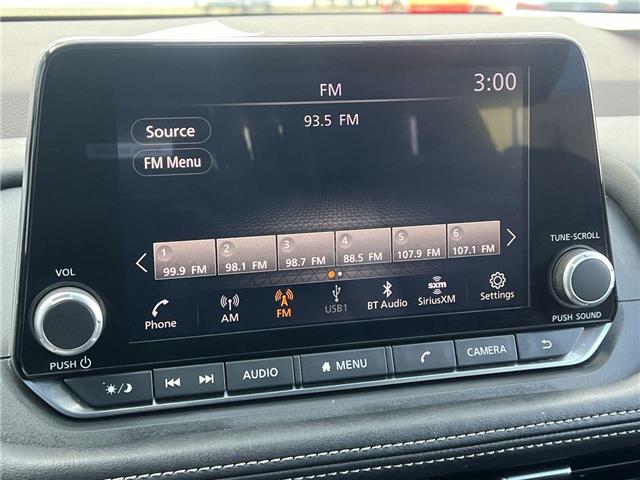 FM
3:00
93.5 FM
Source
FM Menu
1 2 3 4 5 6
99.9 FM 98.1 FM 98.7 FM 88.5 FM 107.9 FM 107.1 FM
Phone AM FM USB1 BT Audio sxm SiriusXM Settings
VOL
PUSH
TUNE·SCROLL
PUSH SOUND
AUDIO MENU CAMERA